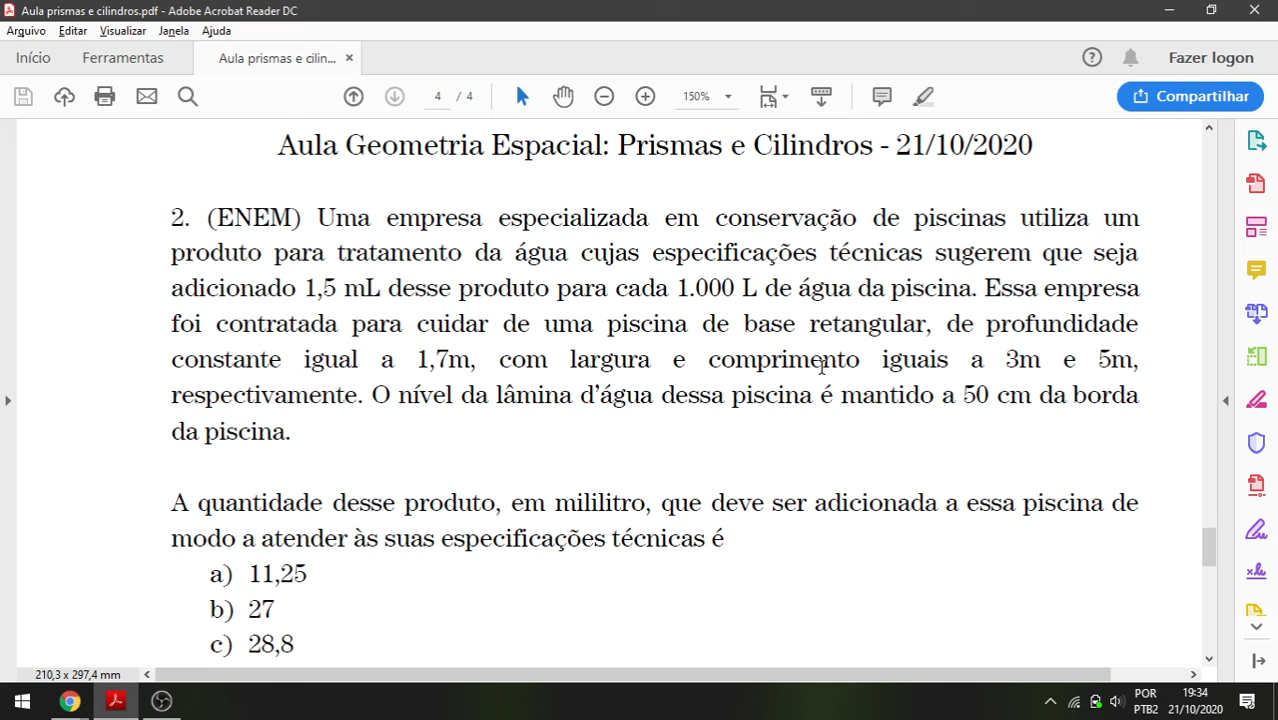 Aula prismas e cilindros.pdf - Adobe Acrobat Reader DC
Arquivo Editar Visualizar Janela Ajuda
Início Ferramentas Aula prismas e cilin... × Fazer logon
4 / 4 150% Compartilhar
Aula Geometria Espacial: Prismas e Cilindros - 21/10/2020
2. (ENEM) Uma empresa especializada em conservação de piscinas utiliza um
produto para tratamento da água cujas especificações técnicas sugerem que seja
adicionado 1,5 mL desse produto para cada 1.000 L de água da piscina. Essa empresa
foi contratada para cuidar de uma piscina de base retangular, de profundidade
constante igual a 1,7m, com largura e comprimento iguais a 3m e 5m,
respectivamente. O nível da lâmina d’água dessa piscina é mantido a 50 cm da borda
da piscina.
A quantidade desse produto, em mililitro, que deve ser adicionada a essa piscina de
modo a atender às suas especificações técnicas é
a) 11,25
b) 27
c) 28,8
210,3 x 297,4 mm
POR 19:34
PTB2 21/10/2020